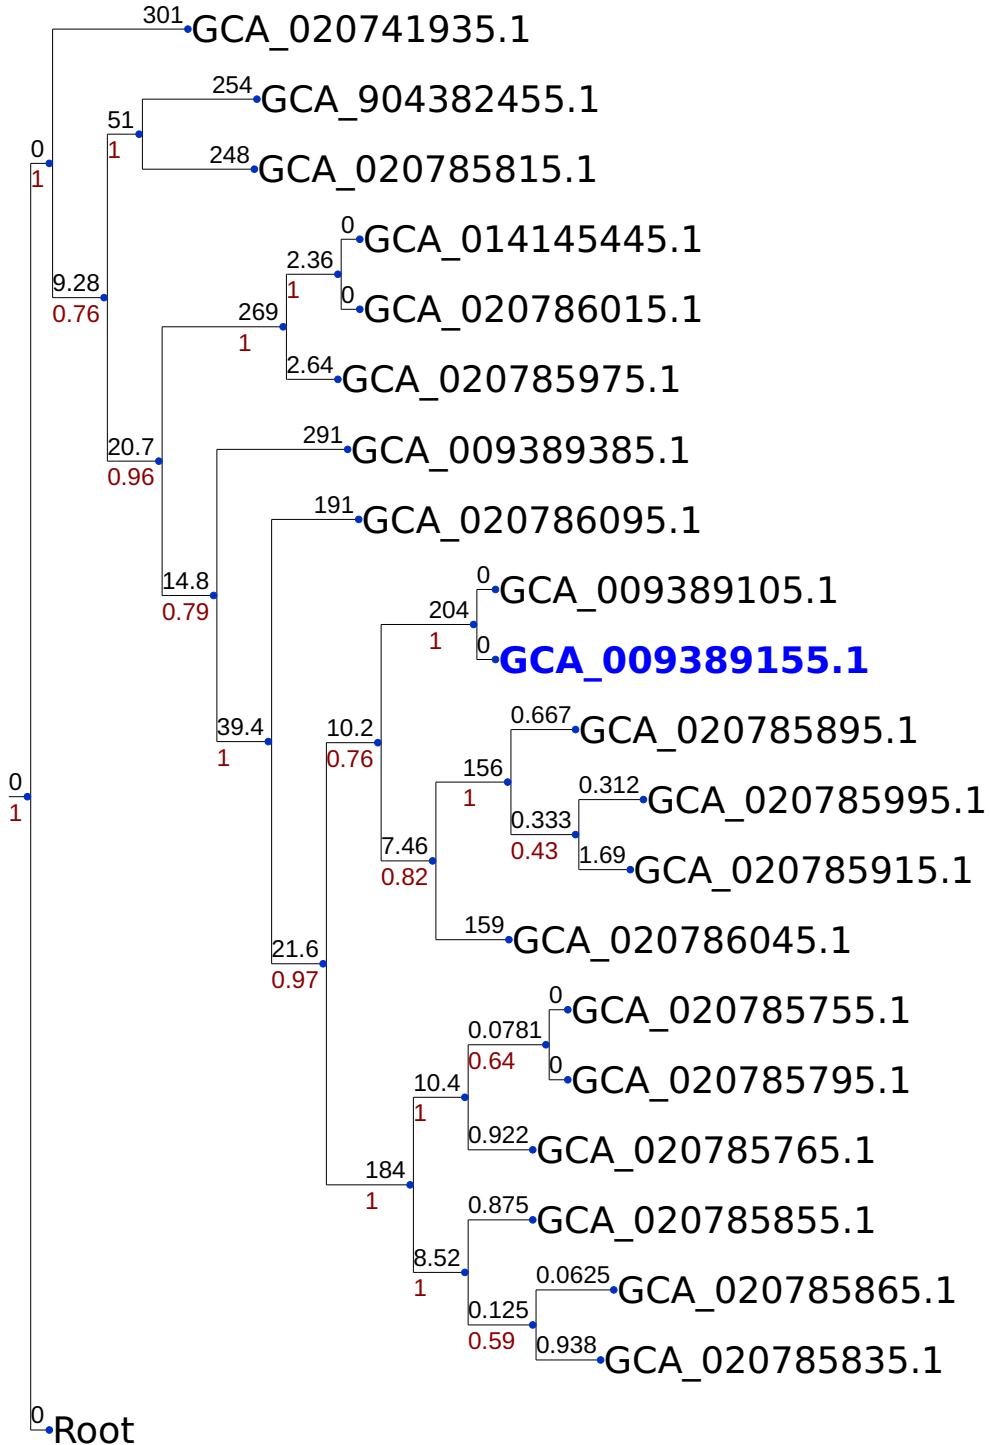 301
GCA_020741935.1
254
GCA_904382455.1
51
1
248
GCA_020785815.1
0
1
0
GCA_014145445.1
2.36
1
9.28
0.76
0
GCA_020786015.1
269
1
2.64
GCA_020785975.1
20.7
0.96
291
GCA_009389385.1
191
GCA_020786095.1
14.8
0.79
0
GCA_009389105.1
204
1
0
GCA_009389155.1
39.4
1
10.2
0.76
0.667
GCA_020785895.1
156
1
0
1
0.312
GCA_020785995.1
0.333
0.43
7.46
0.82
1.69
GCA_020785915.1
159
GCA_020786045.1
21.6
0.97
0
GCA_020785755.1
0.0781
0.64
0
GCA_020785795.1
10.4
1
0.922
GCA_020785765.1
184
1
0.875
GCA_020785855.1
8.52
1
0.0625
GCA_020785865.1
0.125
0.59
0.938
GCA_020785835.1
0
Root